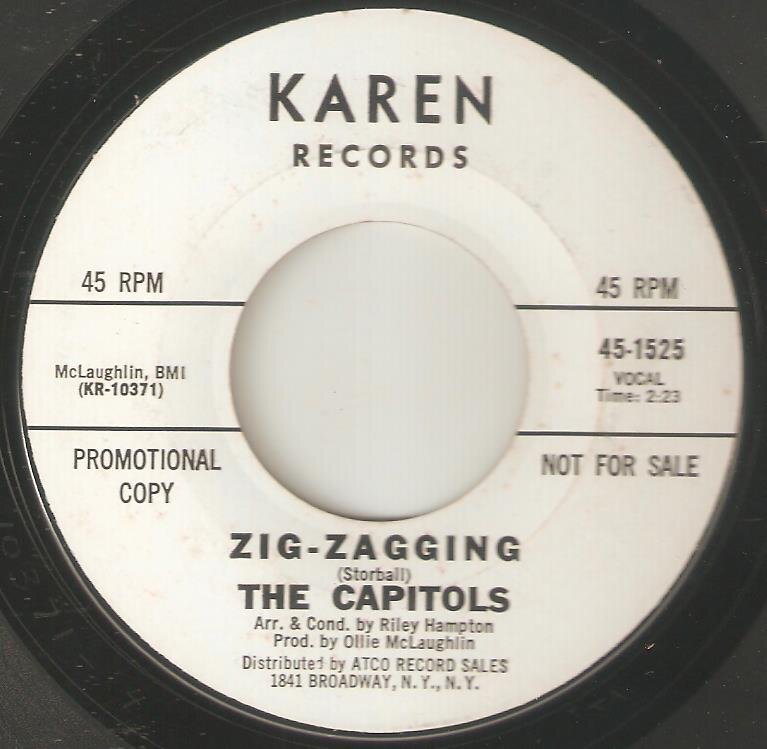 KAREN
RECORDS
45 RPM
45 RPM
McLaughlin, BMI
(KR-10371)
45-1525
VOCAL
Time: 2:23
PROMOTIONAL
COPY
NOT FOR SALE
ZIG-ZAGGING
(Storball)
THE CAPITOLS
Arr. & Cond. by Riley Hampton
Prod. by Ollie McLaughlin
Distributed by ATCO RECORD SALES
1841 BROADWAY, N. Y., N. Y.